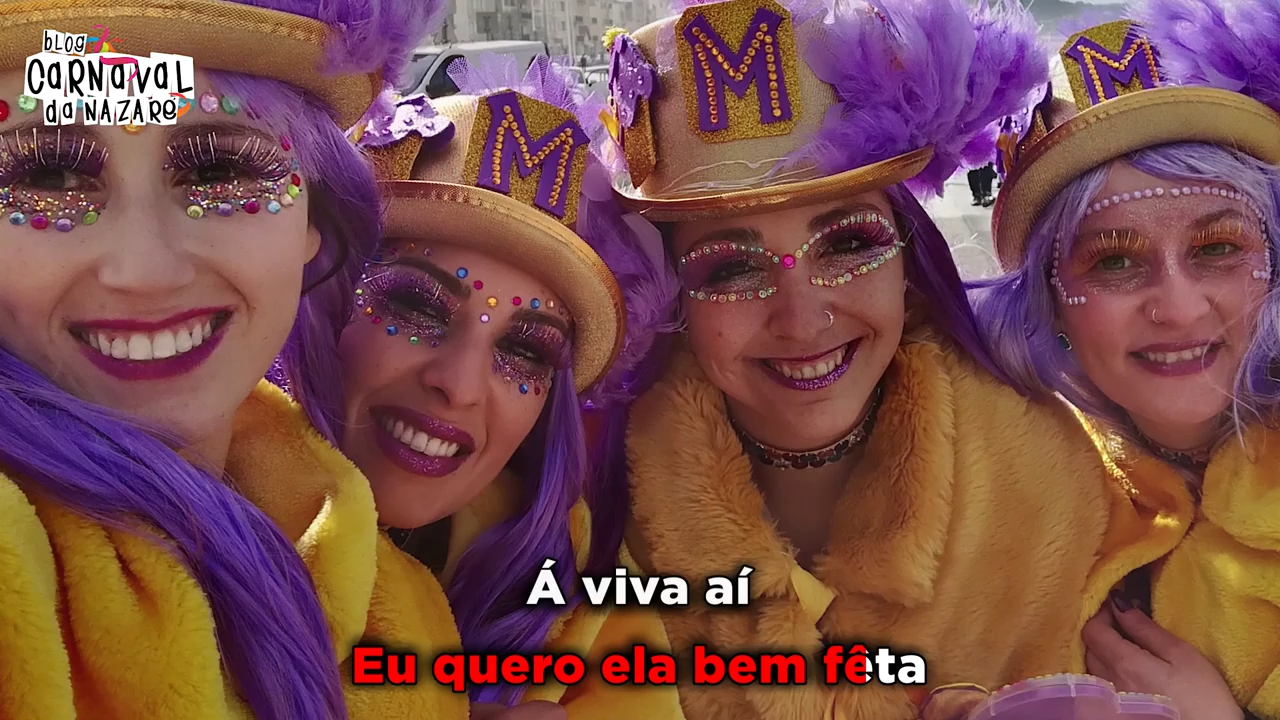 BLOG
CARNAVAL
da NAZARÉ
M
M
M
Á viva aí
Eu quero ela bem fêta